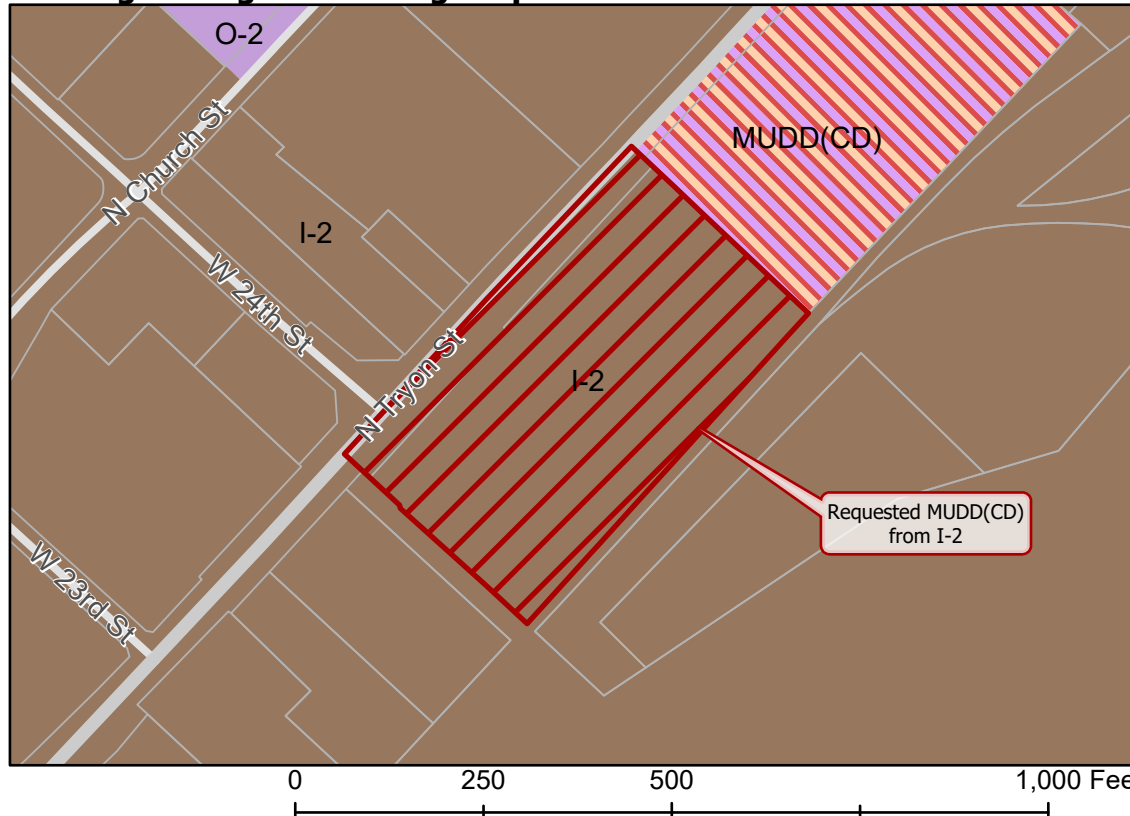 O-2
MUDD(CD)
N Church St
I-2
W 24th St
N Tryon St
I-2
Requested MUDD(CD)
from I-2
W 23rd St
0 250 500 1,000 Fee